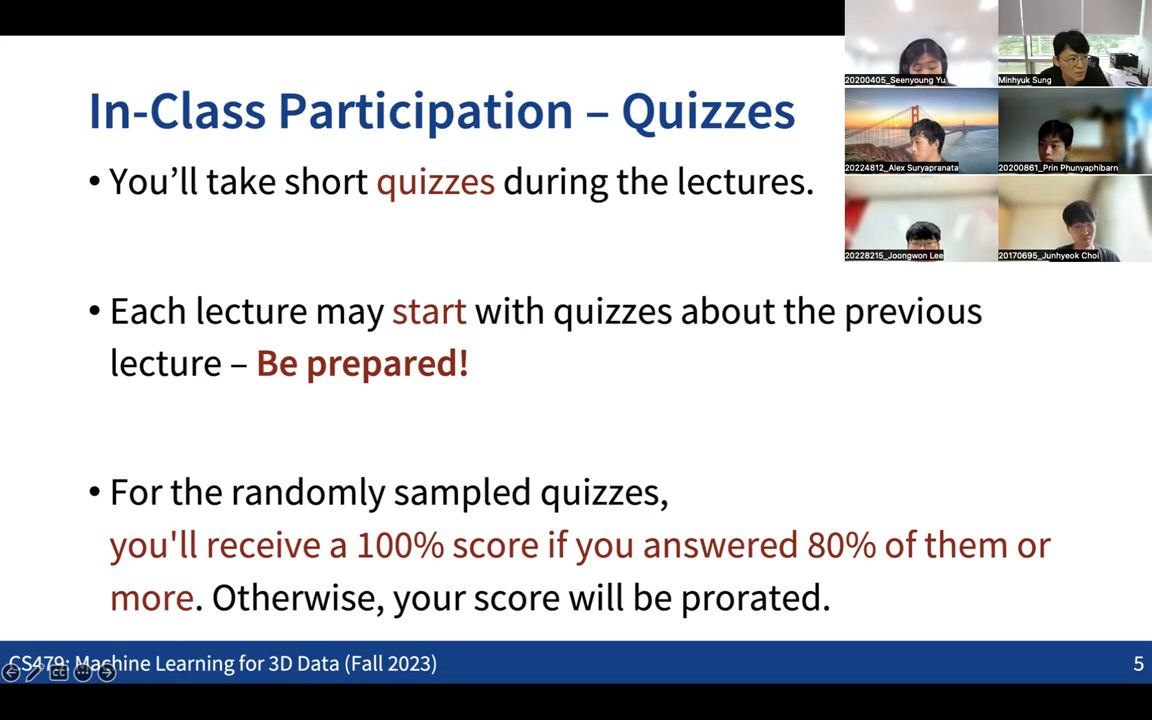 In-Class Participation – Quizzes
• You’ll take short quizzes during the lectures.
• Each lecture may start with quizzes about the previous
lecture – Be prepared!
• For the randomly sampled quizzes,
you'll receive a 100% score if you answered 80% of them or
more. Otherwise, your score will be prorated.
CS479: Machine Learning for 3D Data (Fall 2023)
5
20200405_Seenyoung Yu
Minhyuk Sung
20224812_Alex Suryapranata
20200861_Prin Phunyaphibarn
20228215_Joongwon Lee
20170695_Junhyeok Choi
CC